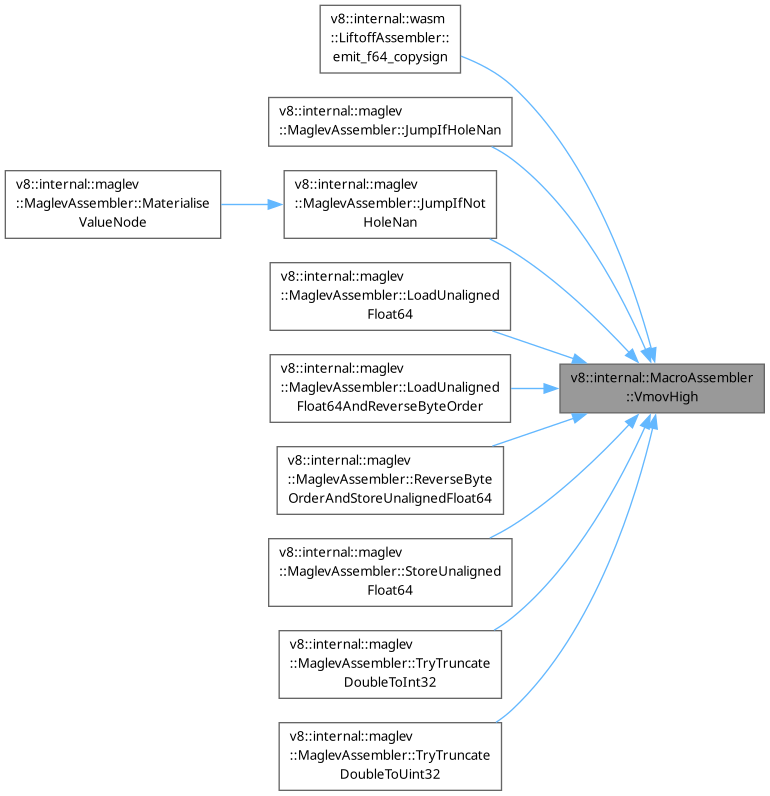 v8::internal::wasm
::LiftoffAssembler::
emit_f64_copysign
v8::internal::maglev
::MaglevAssembler::JumpIfHoleNan
v8::internal::maglev
::MaglevAssembler::Materialise
ValueNode
v8::internal::maglev
::MaglevAssembler::JumpIfNot
HoleNan
v8::internal::maglev
::MaglevAssembler::LoadUnaligned
Float64
v8::internal::maglev
::MaglevAssembler::LoadUnaligned
Float64AndReverseByteOrder
v8::internal::MacroAssembler
::VmovHigh
v8::internal::maglev
::MaglevAssembler::ReverseByte
OrderAndStoreUnalignedFloat64
v8::internal::maglev
::MaglevAssembler::StoreUnaligned
Float64
v8::internal::maglev
::MaglevAssembler::TryTruncate
DoubleToInt32
v8::internal::maglev
::MaglevAssembler::TryTruncate
DoubleToUint32